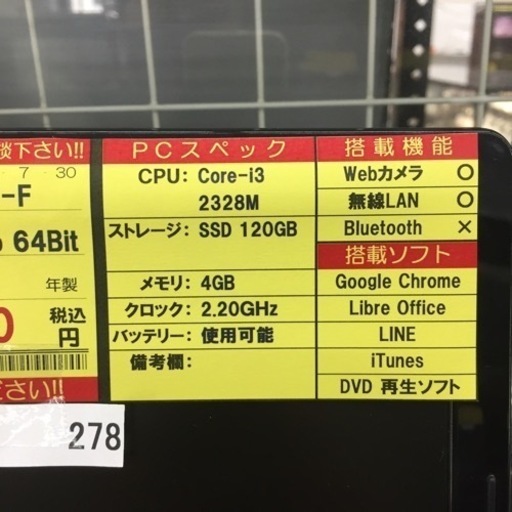 談下さい!!
7 30
-F
64Bit
年製
0 税込
円
ださい!!
278
PCスペック
CPU: Core-i3
2328M
ストレージ: SSD 120GB
メモリ: 4GB
クロック: 2.20GHz
バッテリー: 使用可能
備考欄:
搭載機能
Webカメラ ○
無線LAN ○
Bluetooth ×
搭載ソフト
Google Chrome
Libre Office
LINE
iTunes
DVD 再生ソフト